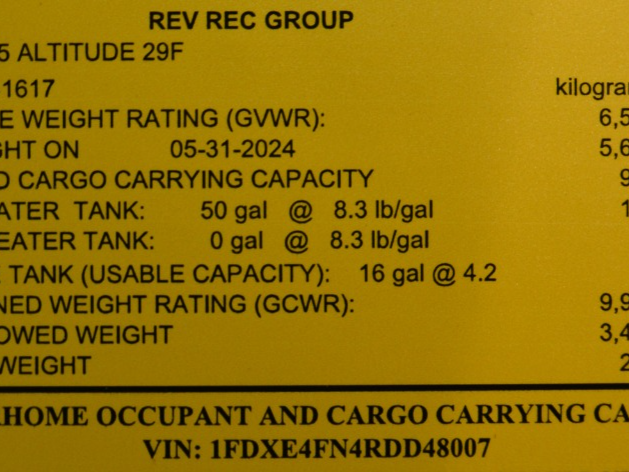 REV REC GROUP
5 ALTITUDE 29F
1617 kilogra
E WEIGHT RATING (GVWR): 6,5
GHT ON 05-31-2024 5,6
D CARGO CARRYING CAPACITY 9
ATER TANK: 50 gal @ 8.3 lb/gal 1
EATER TANK: 0 gal @ 8.3 lb/gal
TANK (USABLE CAPACITY): 16 gal @ 4.2
NED WEIGHT RATING (GCWR): 9,9
OWED WEIGHT 3,4
WEIGHT 2
RHOME OCCUPANT AND CARGO CARRYING CA
VIN: 1FDXE4FN4RDD48007